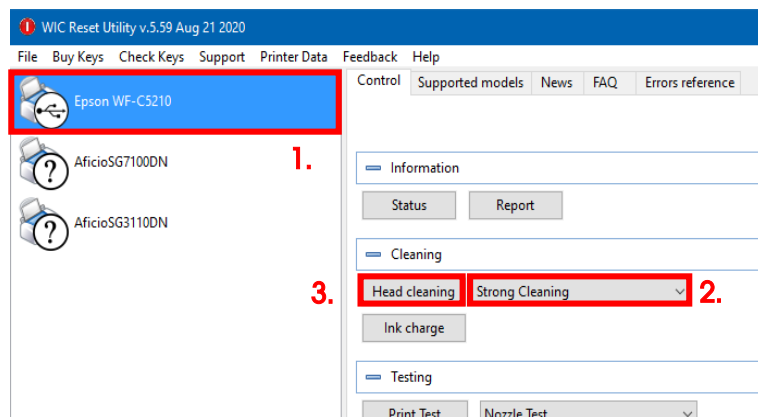 WIC Reset Utility v.5.59 Aug 21 2020
File Buy Keys Check Keys Support Printer Data Feedback Help
Control Supported models News FAQ Errors reference
Epson WF-C5210
1.
AficioSG7100DN
AficioSG3110DN
Information
Status Report
Cleaning
3. Head cleaning Strong Cleaning 2.
Ink charge
Testing
Print Test Nozzle Test